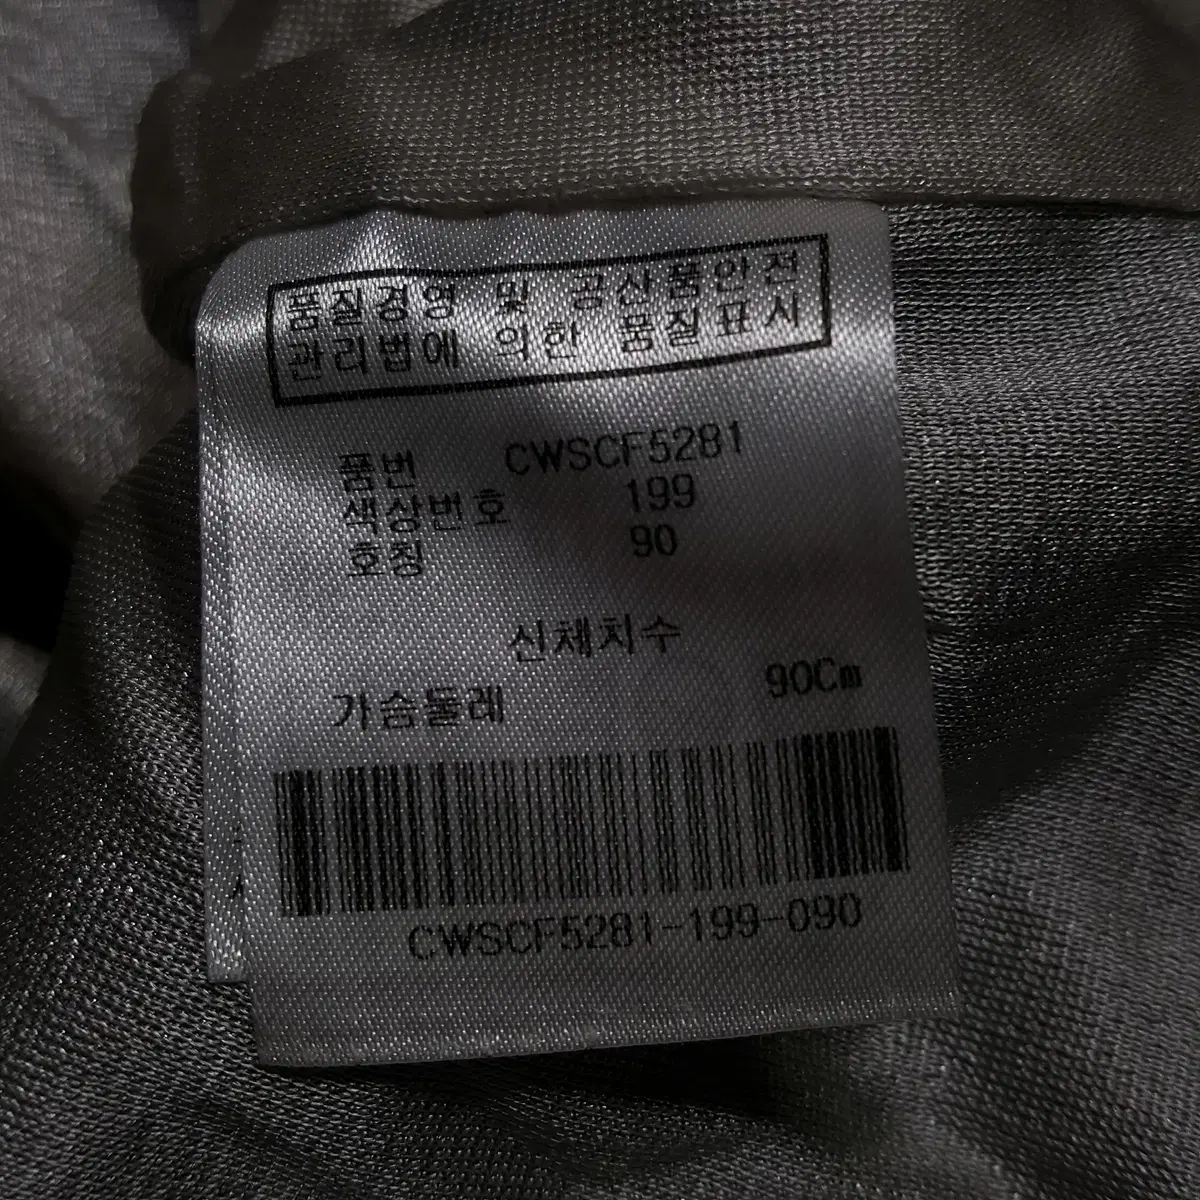 품질경영 및 공산품안전
관리법에 의한 품질표시
품번 CWSCF5281
색상번호 199
호칭 90
신체치수
가슴둘레 90Cm
CWSCF5281-199-090